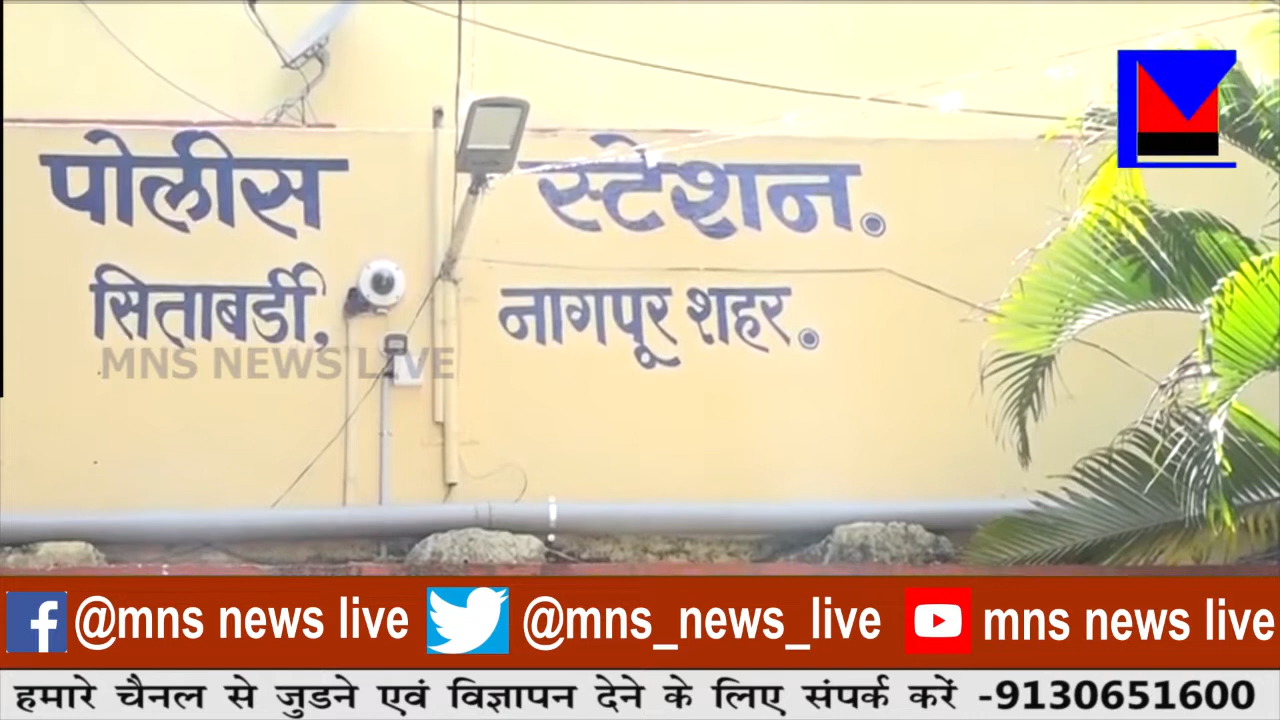 पोलीस स्टेशन.
सिताबर्डी, नागपूर शहर.
MNS NEWS LIVE
@mns news live @mns_news_live mns news live
हमारे चैनल से जुडने एवं विज्ञापन देने के लिए संपर्क करें -9130651600